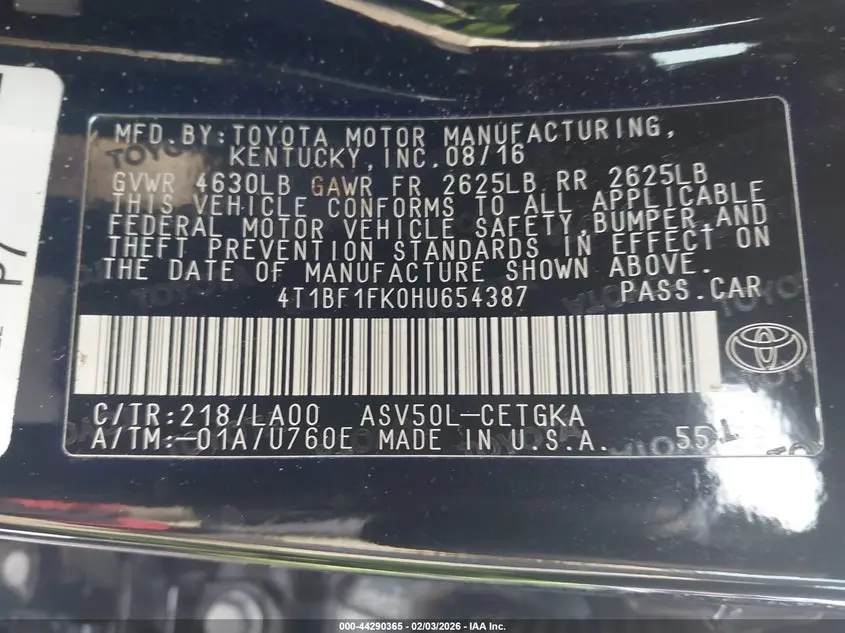 MFD.BY:TOYOTA MOTOR MANUFACTURING,
KENTUCKY,INC.08/16
GVWR 4630LB GAWR FR 2625LB RR 2625LB
THIS VEHICLE CONFORMS TO ALL APPLICABLE
FEDERAL MOTOR VEHICLE SAFETY,BUMPER,AND
THEFT PREVENTION STANDARDS IN EFFECT ON
THE DATE OF MANUFACTURE SHOWN ABOVE.
4T1BF1FK0HU654387 PASS.CAR
C/TR:218/LA00 ASV50L-CETGKA
A/TM:-01A/U760E MADE IN U.S.A.
P7
000-44290365 | 02/03/2026 | IAA Inc.